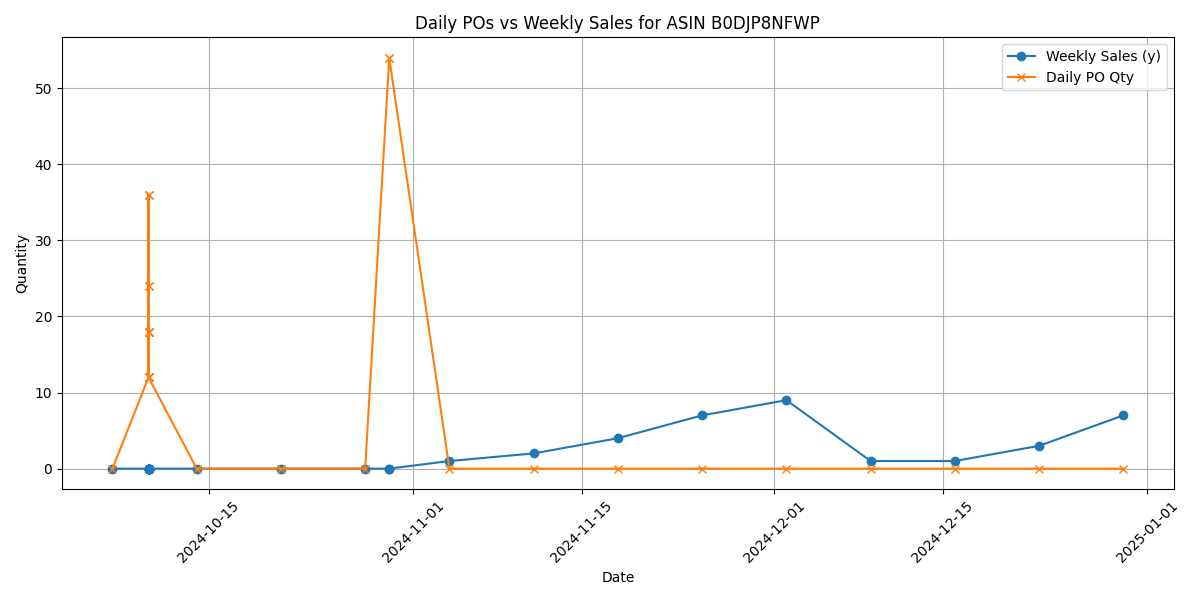 Daily POs vs Weekly Sales for ASIN B0DJP8NFWP
Weekly Sales (y)
Daily PO Qty
Quantity
50
40
30
20
10
0
2024-10-15
2024-11-01
2024-11-15
2024-12-01
2024-12-15
2025-01-01
Date